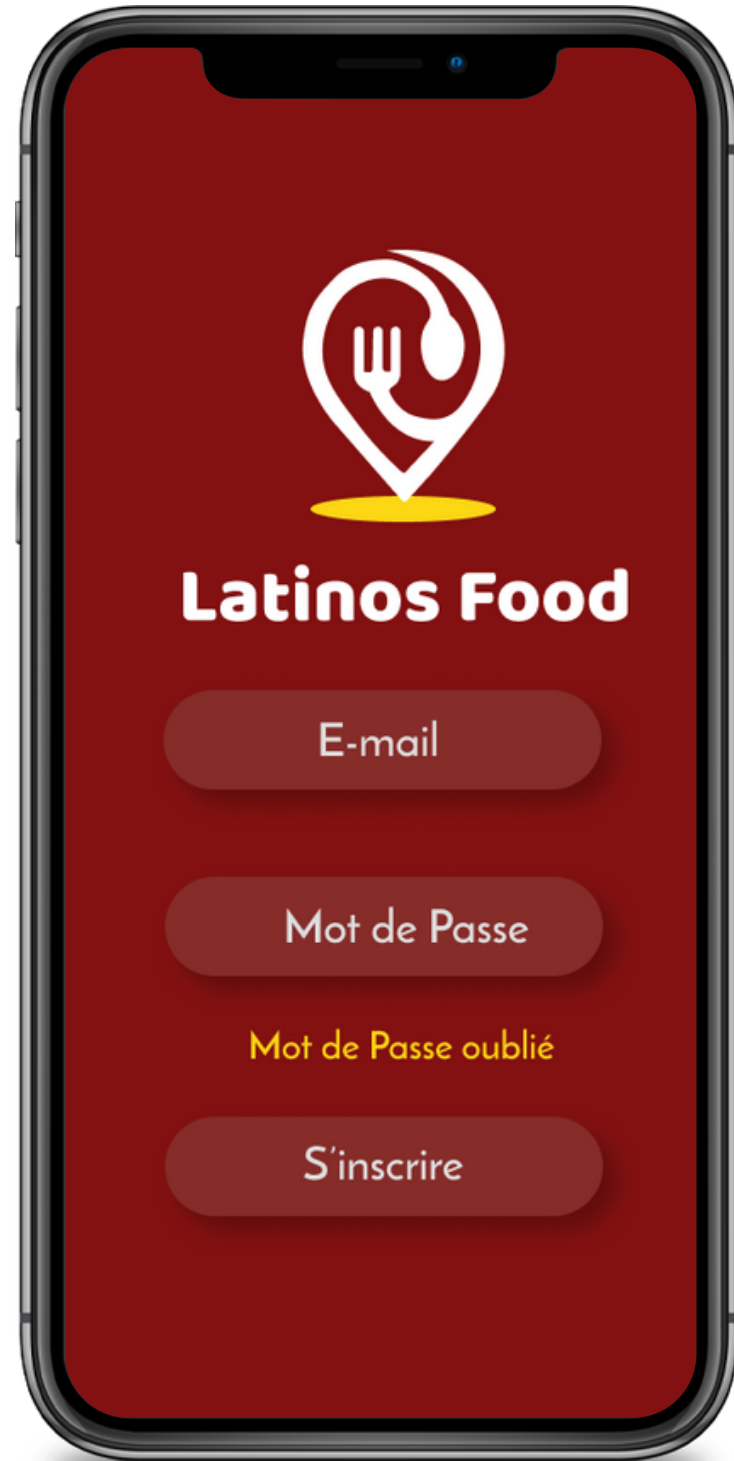 Latinos Food
E-mail
Mot de Passe
Mot de Passe oublié
S'inscrire